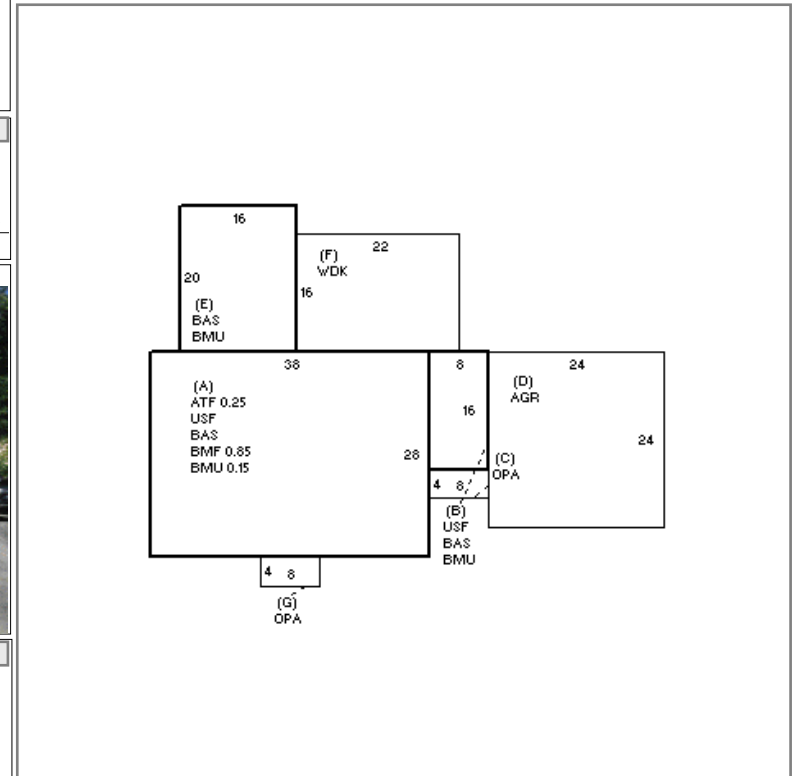 16
20
(E)
BAS
BMU
22
(F)
WDK
16
38
(A)
ATF 0.25
USF
BAS
BMF 0.85
BMU 0.15
28
8
16
24
(D)
AGR
24
(C)
OPA
4 8
(B)
USF
BAS
BMU
4 8
(G)
OPA